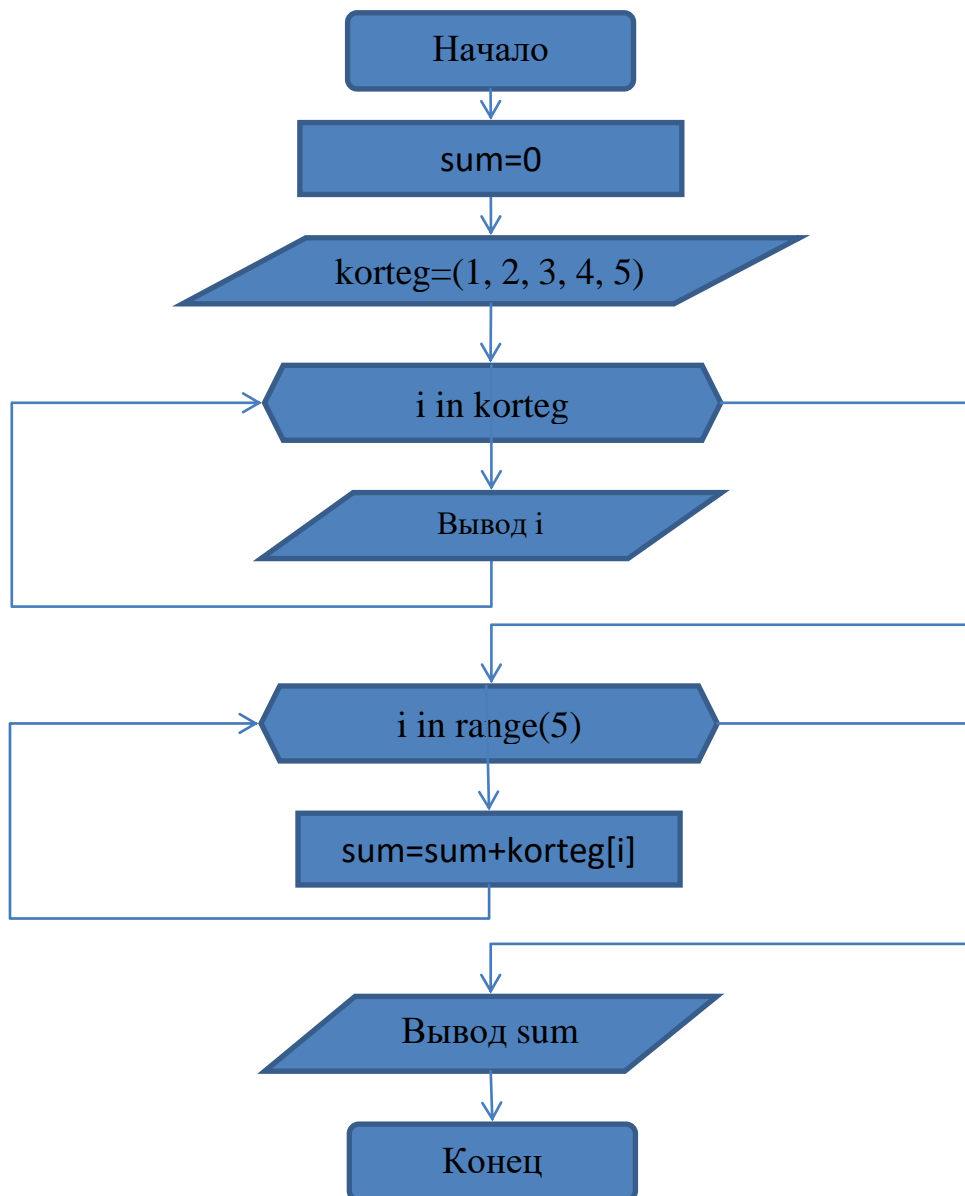 Начало
sum=0
korteg=(1, 2, 3, 4, 5)
i in korteg
Вывод i
i in range(5)
sum=sum+korteg[i]
Вывод sum
Конец